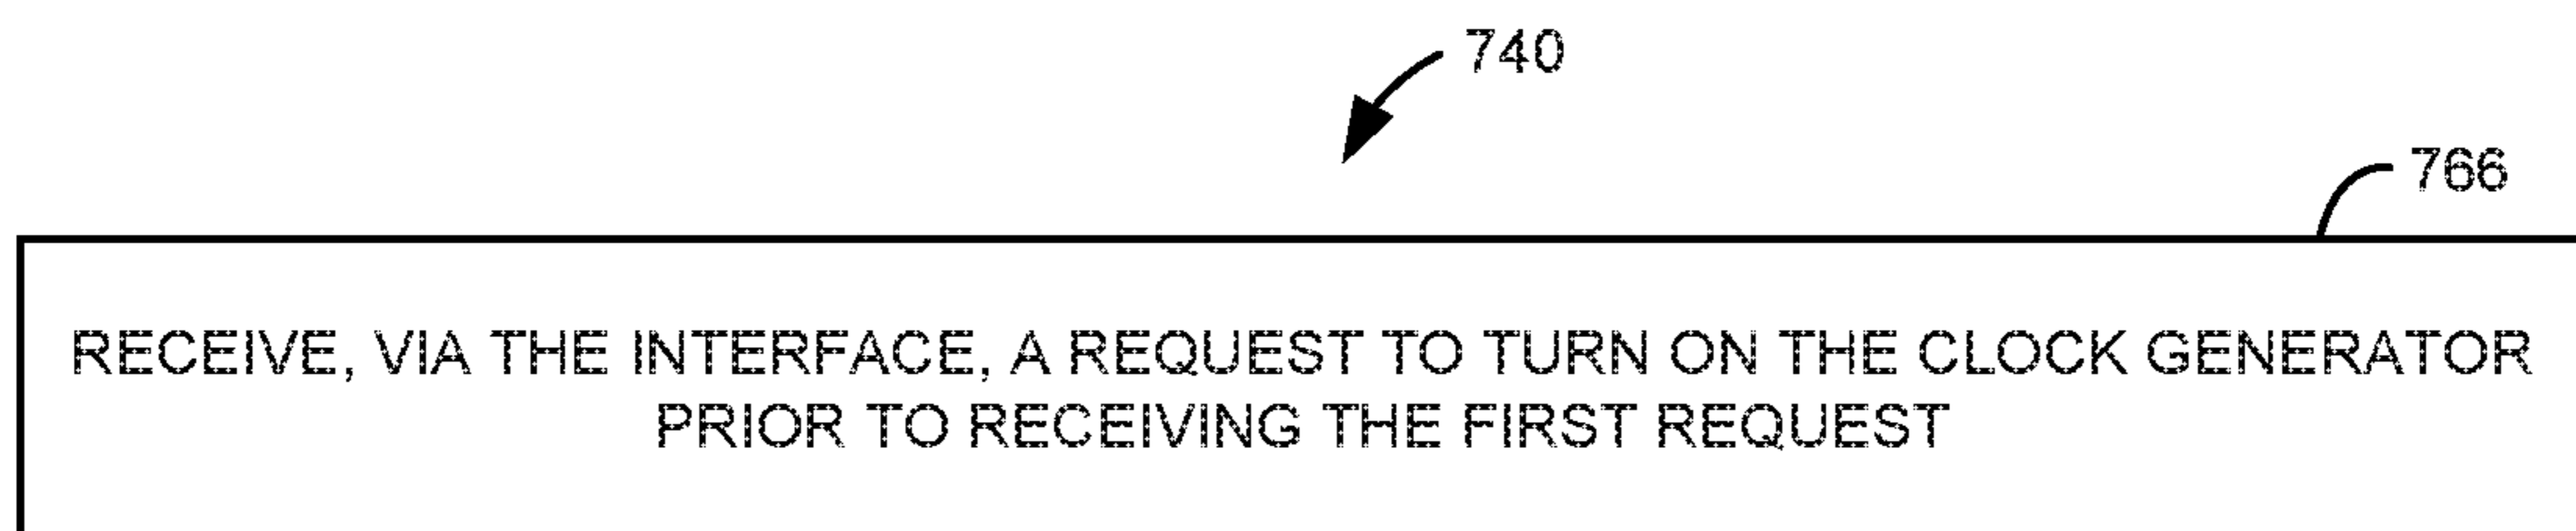 740
766
RECEIVE, VIA THE INTERFACE, A REQUEST TO TURN ON THE CLOCK GENERATOR
PRIOR TO RECEIVING THE FIRST REQUEST